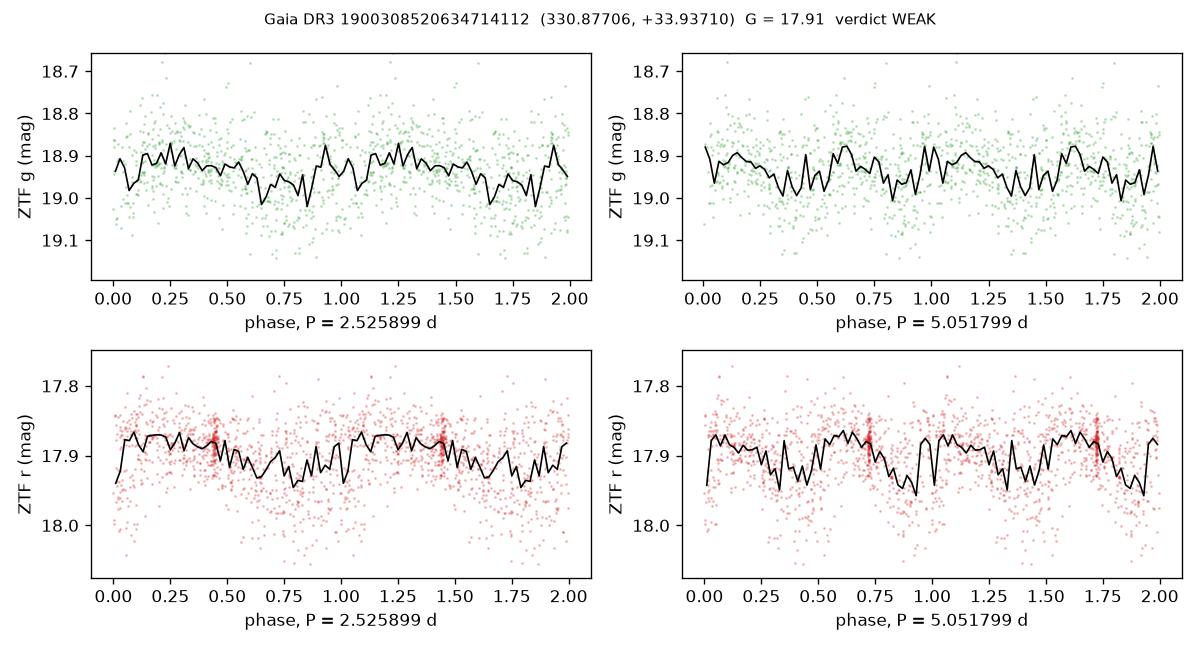 Gaia DR3 1900308520634714112 (330.87706, +33.93710) G = 17.91 verdict WEAK
ZTF g (mag)
18.7
18.8
18.9
19.0
19.1
0.00 0.25 0.50 0.75 1.00 1.25 1.50 1.75 2.00
phase, P = 2.525899 d
ZTF g (mag)
18.7
18.8
18.9
19.0
19.1
0.00 0.25 0.50 0.75 1.00 1.25 1.50 1.75 2.00
phase, P = 5.051799 d
ZTF r (mag)
17.8
17.9
18.0
0.00 0.25 0.50 0.75 1.00 1.25 1.50 1.75 2.00
phase, P = 2.525899 d
ZTF r (mag)
17.8
17.9
18.0
0.00 0.25 0.50 0.75 1.00 1.25 1.50 1.75 2.00
phase, P = 5.051799 d